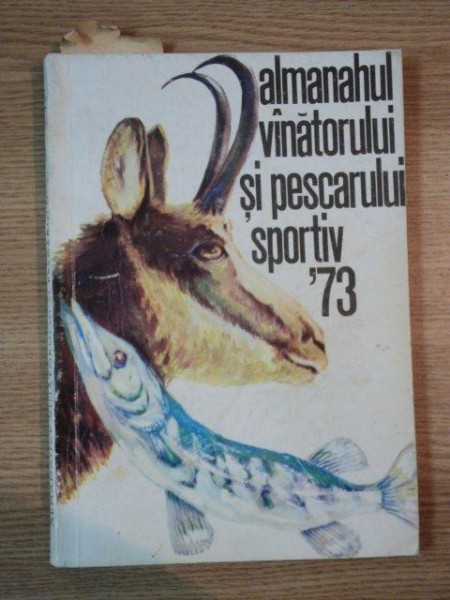 almanahul
vînătorului
și pescarului
sportiv
'73